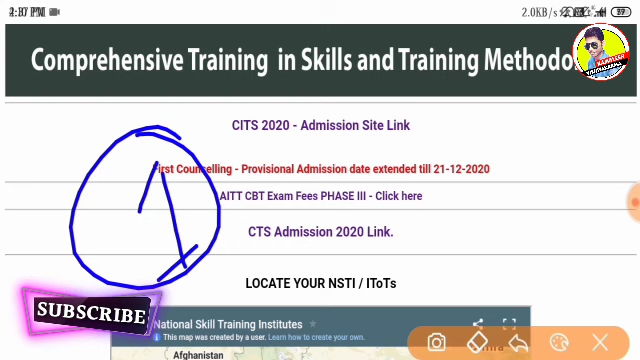 2.0KB/s
37
Comprehensive Training in Skills and Training Methodo
CITS 2020 - Admission Site Link
First Counselling - Provisional Admission date extended till 21-12-2020
AITT CBT Exam Fees PHASE III - Click here
CTS Admission 2020 Link.
LOCATE YOUR NSTI / IToTs
SUBSCRIBE
National Skill Training Institutes
This map was created by a user. Learn how to create your own.
Afghanistan